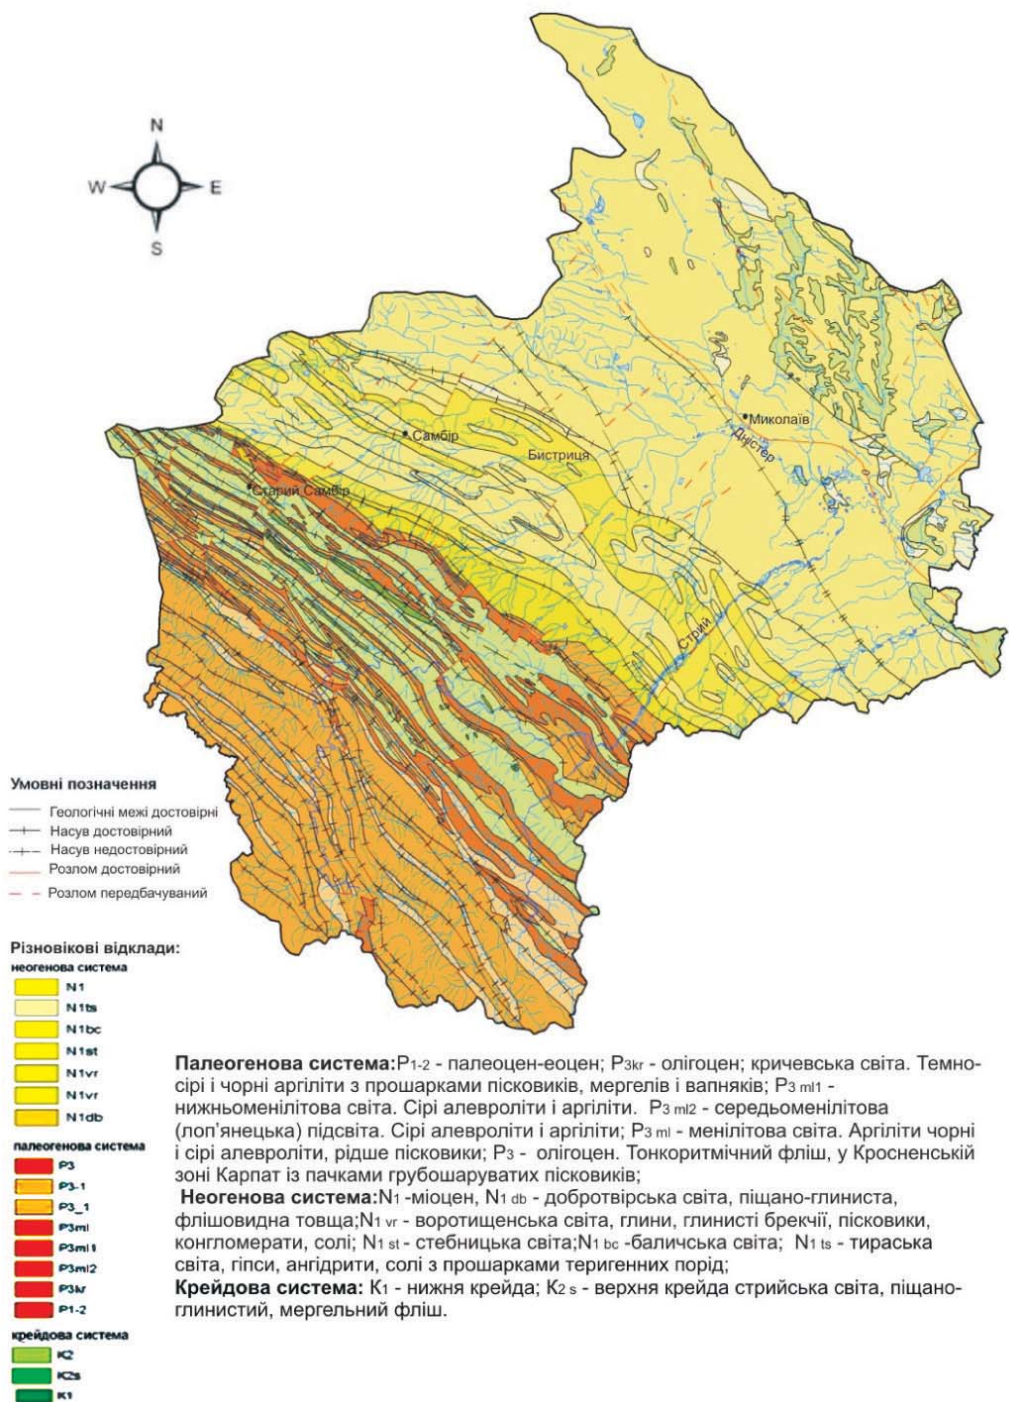 N
W E
S
Миколаїв
Дністер
Самбір
Бистриця
Старий Самбір
Стрий
Умовні позначення
Геологічні межі достовірні
Насув достовірний
Насув недостовірний
Розлом достовірний
Розлом передбачуваний
Різновікові відклади:
неогенова система
N1
N1ts
N1bc
N1st
N1vr
N1vr
N1db
палеогенова система
P3
P3-1
P3_1
P3ml
P3ml1
P3ml2
P3kr
P1-2
крейдова система
K2
K2s
K1
Палеогенова система:P1-2 - палеоцен-еоцен; P3kr - олігоцен; кричевська світа. Темно-
сірі і чорні аргіліти з прошарками пісковиків, мергелів і вапняків; P3 ml1 -
нижньоменілітова світа. Сірі алевроліти і аргіліти. P3 ml2 - середьоменілітова
(лоп'янецька) підсвіта. Сірі алевроліти і аргіліти; P3 ml - менілітова світа. Аргіліти чорні
і сірі алевроліти, рідше пісковики; P3 - олігоцен. Тонкоритмічний фліш, у Кросненській
зоні Карпат із пачками грубошаруватих пісковиків;
Неогенова система:N1 -міоцен, N1 db - добротвірська світа, піщано-глиниста,
флішовидна товща;N1 vr - воротищенська світа, глини, глинисті брекчії, пісковики,
конгломерати, солі; N1 st - стебницька світа;N1 bc -баличська світа; N1 ts - тираська
світа, гіпси, ангідрити, солі з прошарками теригенних порід;
Крейдова система: K1 - нижня крейда; K2 s - верхня крейда стрийська світа, піщано-
глинистий, мергельний фліш.